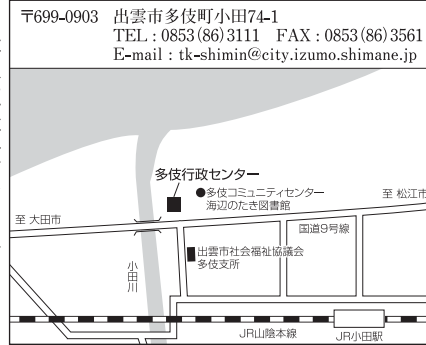 〒699-0903 出雲市多伎町小田74-1
TEL：0853(86)3111 FAX：0853(86)3561
E-mail：tk-shimin@city.izumo.shimane.jp
多伎行政センター
●多伎コミュニティセンター
海辺のたき図書館
至 松江市
至 大田市
国道9号線
出雲市社会福祉協議会
多伎支所
小田川
JR山陰本線
JR小田駅